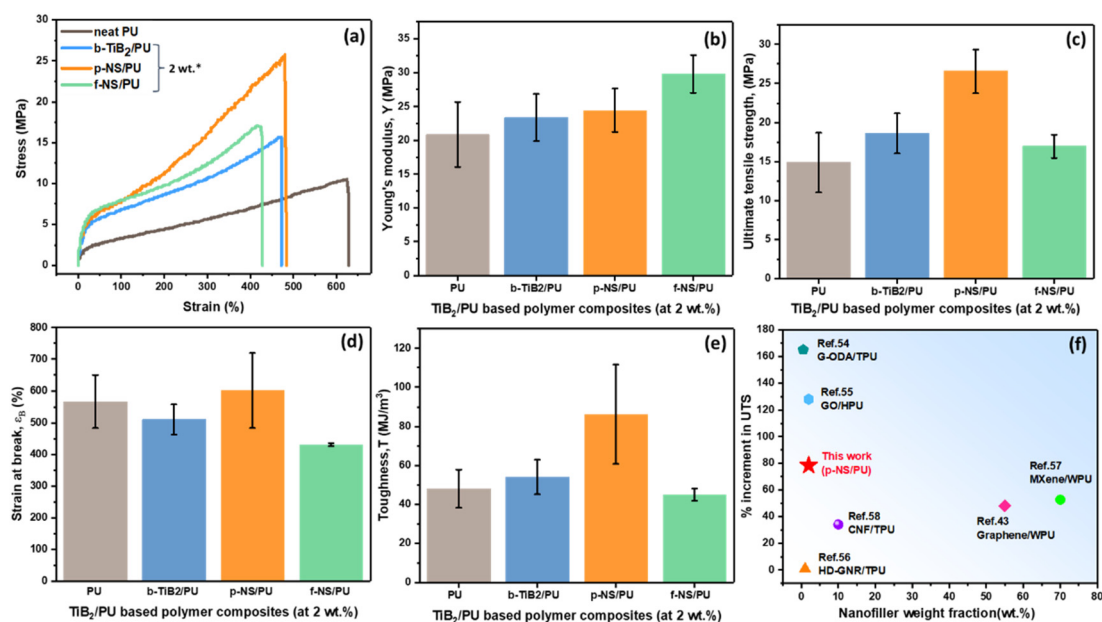 (a)
neat PU
b-TiB₂/PU
p-NS/PU
f-NS/PU
2 wt.*
30
25
20
15
10
5
0
Stress (MPa)
0 100 200 300 400 500 600 700
Strain (%)
(b)
40
35
30
25
20
15
10
5
0
Young's modulus, Y (MPa)
PU b-TiB2/PU p-NS/PU f-NS/PU
TiB₂/PU based polymer composites (at 2 wt.%)
(c)
35
30
25
20
15
10
5
0
Ultimate tensile strength, (MPa)
PU b-TiB2/PU p-NS/PU f-NS/PU
TiB₂/PU based polymer composites (at 2 wt.%)
(d)
900
800
700
600
500
400
300
200
100
0
Strain at break, ε_B (%)
PU b-TiB2/PU p-NS/PU f-NS/PU
TiB₂/PU based polymer composites (at 2 wt.%)
(e)
140
120
100
80
60
40
20
0
Toughness,T (MJ/m³)
PU b-TiB2/PU p-NS/PU f-NS/PU
TiB₂/PU based polymer composites (at 2 wt.%)
(f)
180
160
140
120
100
80
60
40
20
0
% increment in UTS
Ref.54
G-ODA/TPU
Ref.55
GO/HPU
This work
(p-NS/PU)
Ref.57
MXene/WPU
Ref.58
CNF/TPU
Ref.43
Graphene/WPU
Ref.56
HD-GNR/TPU
0 10 20 30 40 50 60 70 80
Nanofiller weight fraction(wt.%)